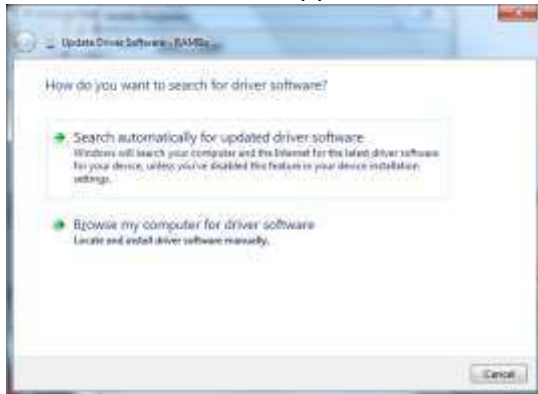 Update Driver Software - RAMBo
How do you want to search for driver software?
Search automatically for updated driver software
Windows will search your computer and the Internet for the latest driver software
for your device, unless you've disabled this feature in your device installation
settings.
Browse my computer for driver software
Locate and install driver software manually.
Cancel